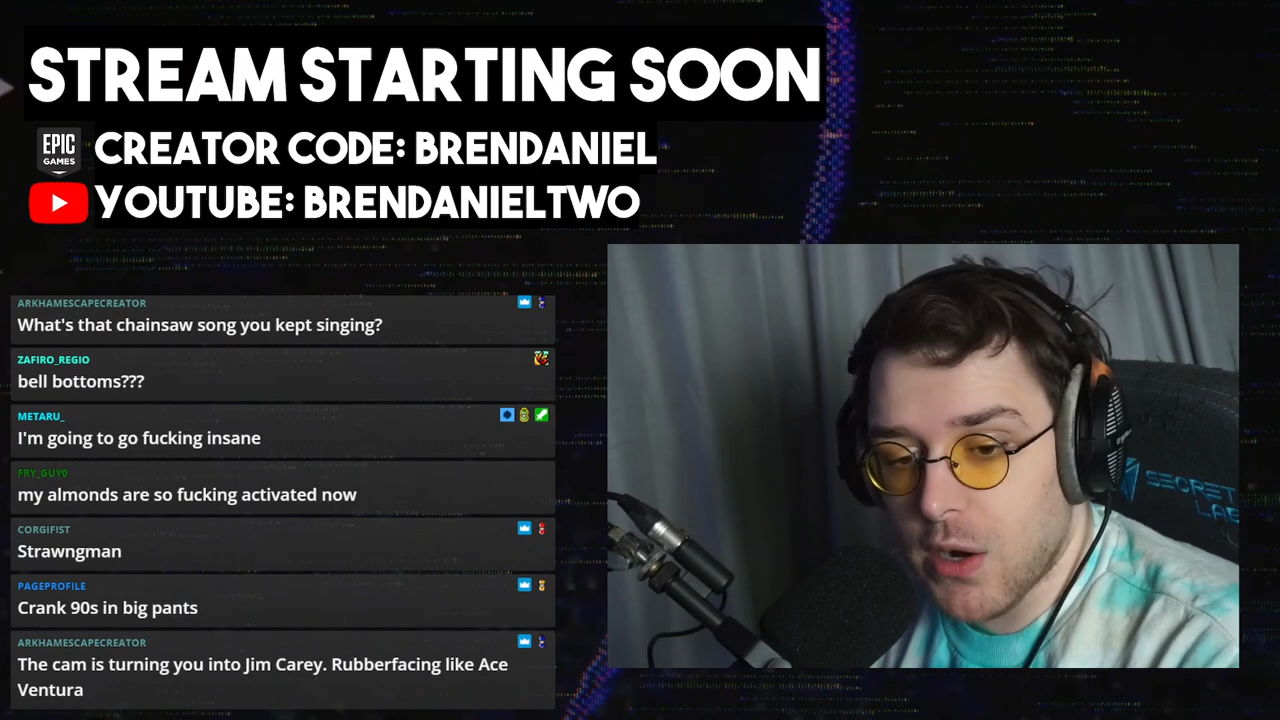 STREAM STARTING SOON
EPIC
GAMES
CREATOR CODE: BRENDANIEL
YOUTUBE: BRENDANIELTWO
ARKHAMESCAPECREATOR
What's that chainsaw song you kept singing?
ZAFIRO_REGIO
bell bottoms???
METARU_
I'm going to go fucking insane
FRY_GUY0
my almonds are so fucking activated now
CORGIFIST
Strawngman
PAGEPROFILE
Crank 90s in big pants
ARKHAMESCAPECREATOR
The cam is turning you into Jim Carey. Rubberfacing like Ace
Ventura
SECRET
LAB